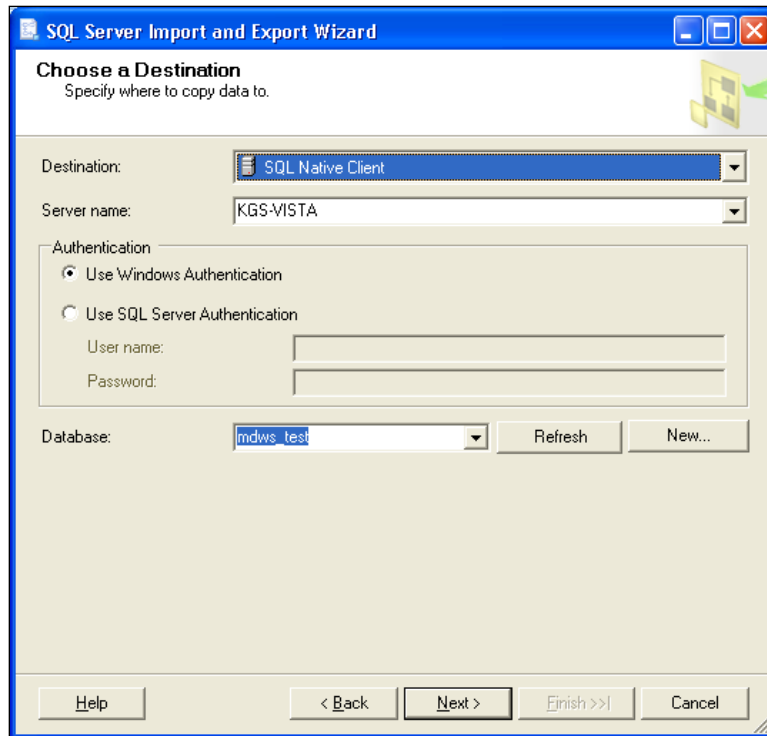 SQL Server Import and Export Wizard
Choose a Destination
Specify where to copy data to.
Destination:
SQL Native Client
Server name:
KGS-VISTA
Authentication
Use Windows Authentication
Use SQL Server Authentication
User name:
Password:
Database:
mdws_test
Refresh
New...
Help
< Back
Next >
Finish >>|
Cancel